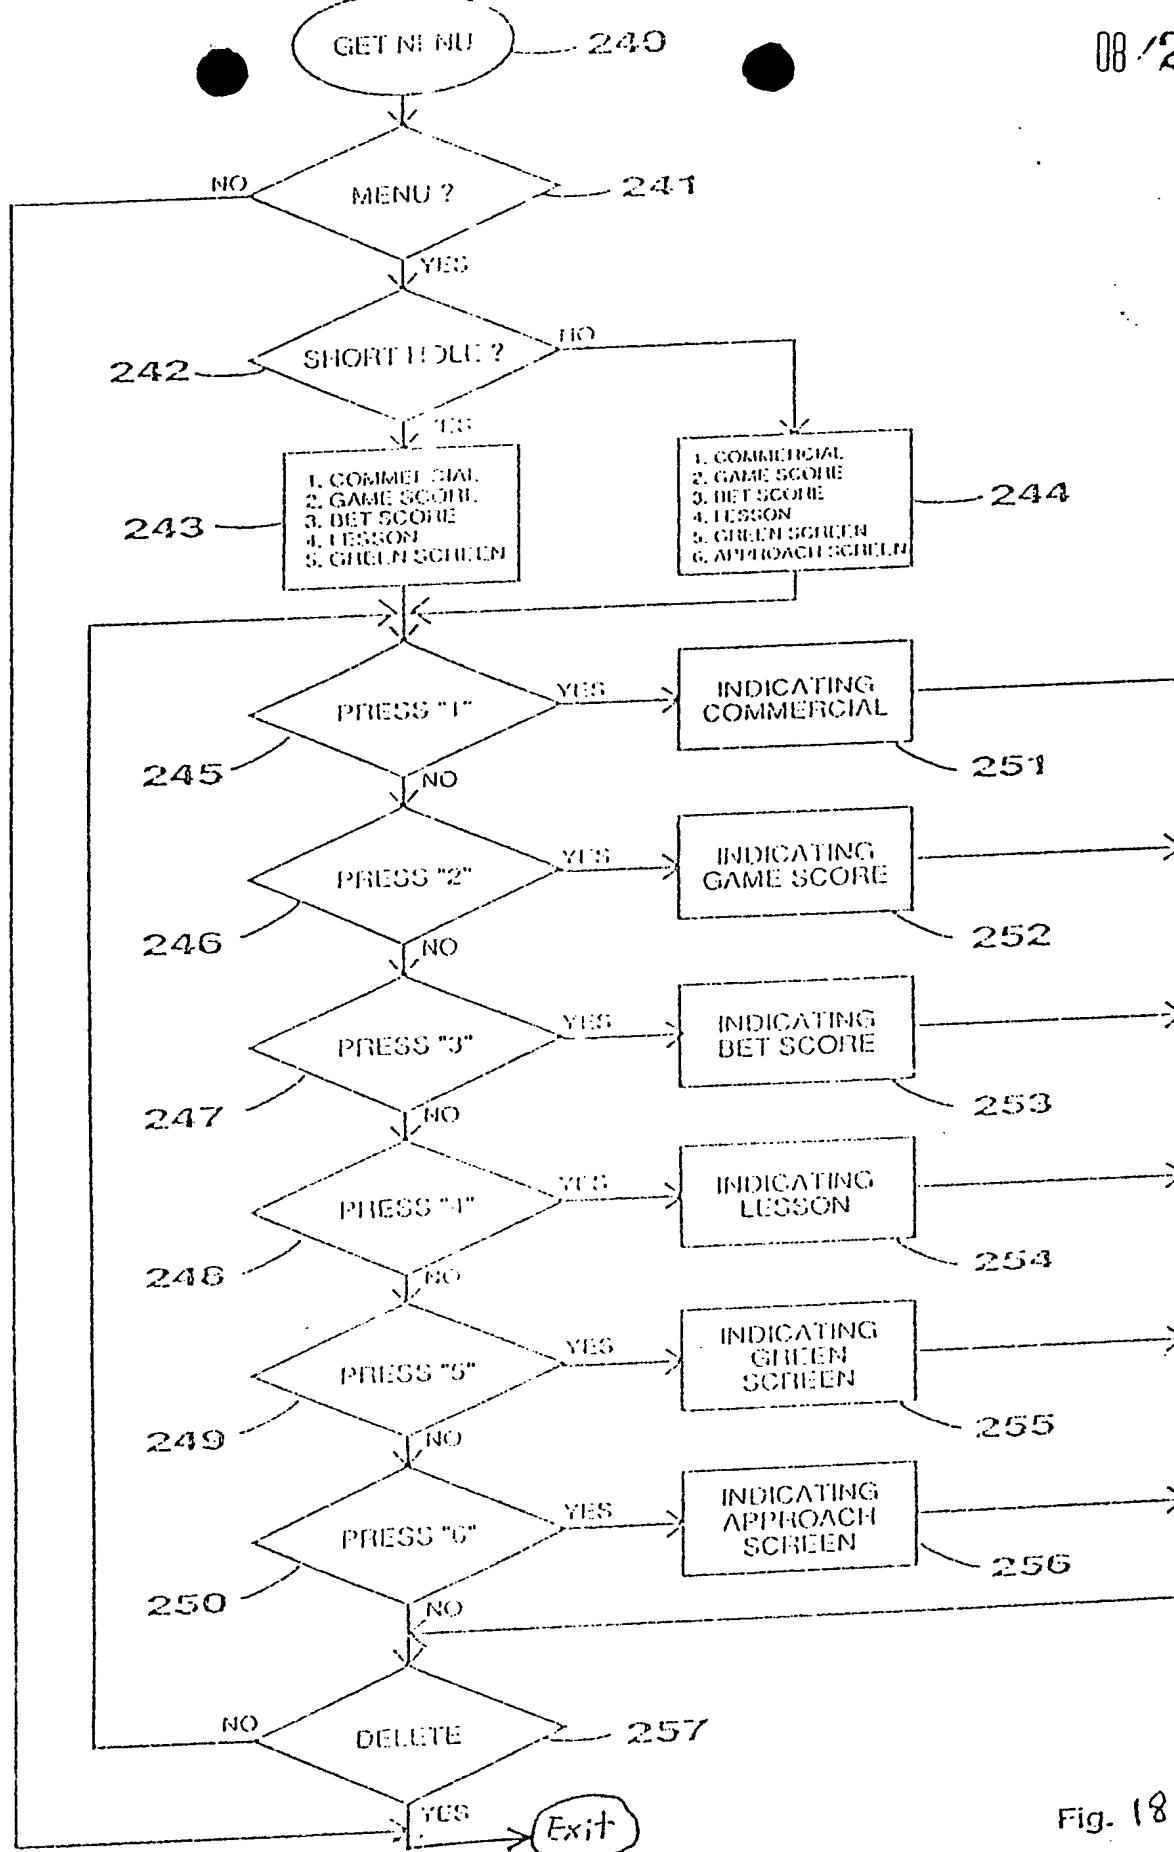 GET MENU
240
08/2
MENU ?
241
NO
YES
SHORT HOLE ?
242
NO
YES
1. COMMERCIAL
2. GAME SCORE
3. BET SCORE
4. LESSON
5. GREEN SCREEN
243
1. COMMERCIAL
2. GAME SCORE
3. BET SCORE
4. LESSON
5. GREEN SCREEN
6. APPROACH SCREEN
244
PRESS "1"
245
YES
INDICATING
COMMERCIAL
251
NO
PRESS "2"
246
YES
INDICATING
GAME SCORE
252
NO
PRESS "3"
247
YES
INDICATING
BET SCORE
253
NO
PRESS "4"
248
YES
INDICATING
LESSON
254
NO
PRESS "5"
249
YES
INDICATING
GREEN
SCREEN
255
NO
PRESS "6"
250
YES
INDICATING
APPROACH
SCREEN
256
NO
DELETE
257
NO
YES
Exit
Fig. 18